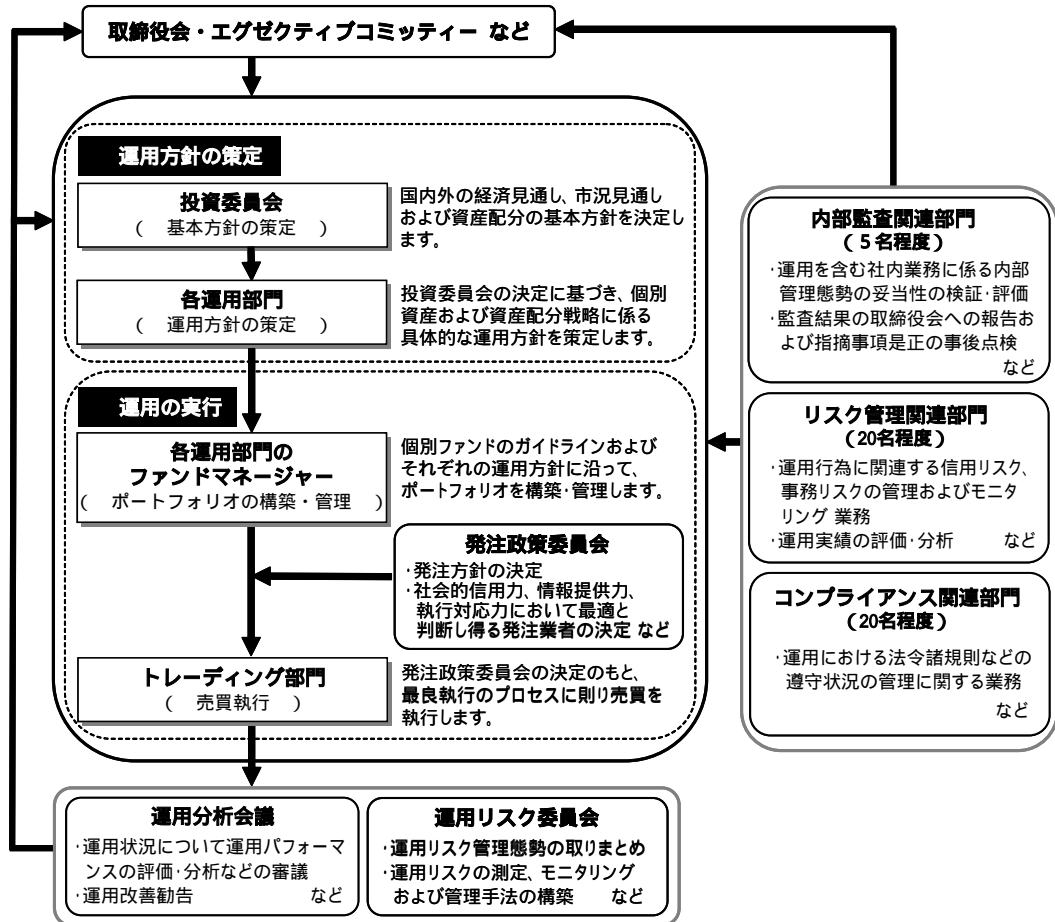 取締役会・エグゼクティブコミッティー など
運用方針の策定
投資委員会
( 基本方針の策定 )
国内外の経済見通し、市況見通し
および資産配分の基本方針を決定し
ます。
各運用部門
( 運用方針の策定 )
投資委員会の決定に基づき、個別
資産および資産配分戦略に係る
具体的な運用方針を策定します。
運用の実行
各運用部門の
ファンドマネージャー
( ポートフォリオの構築・管理 )
個別ファンドのガイドラインおよび
それぞれの運用方針に沿って、
ポートフォリオを構築・管理します。
発注政策委員会
・発注方針の決定
・社会的信用力、情報提供力、
執行対応力において最適と
判断し得る発注業者の決定 など
トレーディング部門
( 売買執行 )
発注政策委員会の決定のもと、
最良執行のプロセスに則り売買を
執行します。
内部監査関連部門
(5名程度)
・運用を含む社内業務に係る内部
管理態勢の妥当性の検証・評価
・監査結果の取締役会への報告お
よび指摘事項是正の事後点検
など
リスク管理関連部門
(20名程度)
・運用行為に関連する信用リスク、
事務リスクの管理およびモニタ
リング 業務
・運用実績の評価・分析 など
コンプライアンス関連部門
(20名程度)
・運用における法令諸規則などの
遵守状況の管理に関する業務
など
運用分析会議
・運用状況について運用パフォーマ
ンスの評価・分析などの審議
・運用改善勧告 など
運用リスク委員会
・運用リスク管理態勢の取りまとめ
・運用リスクの測定、モニタリング
および管理手法の構築 など